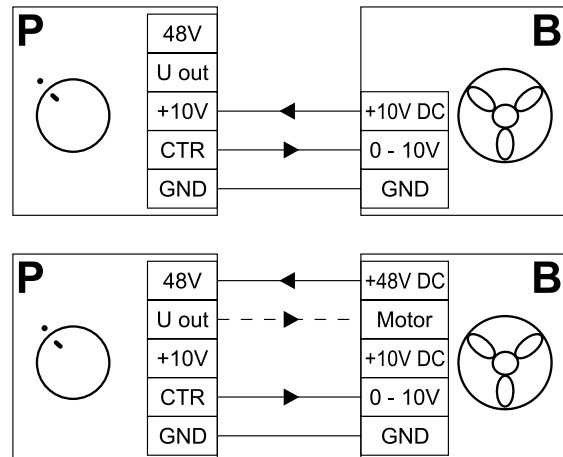 P
48V
U out
+10V
CTR
GND
B
+10V DC
0 - 10V
GND
P
48V
U out
+10V
CTR
GND
B
+48V DC
Motor
+10V DC
0 - 10V
GND